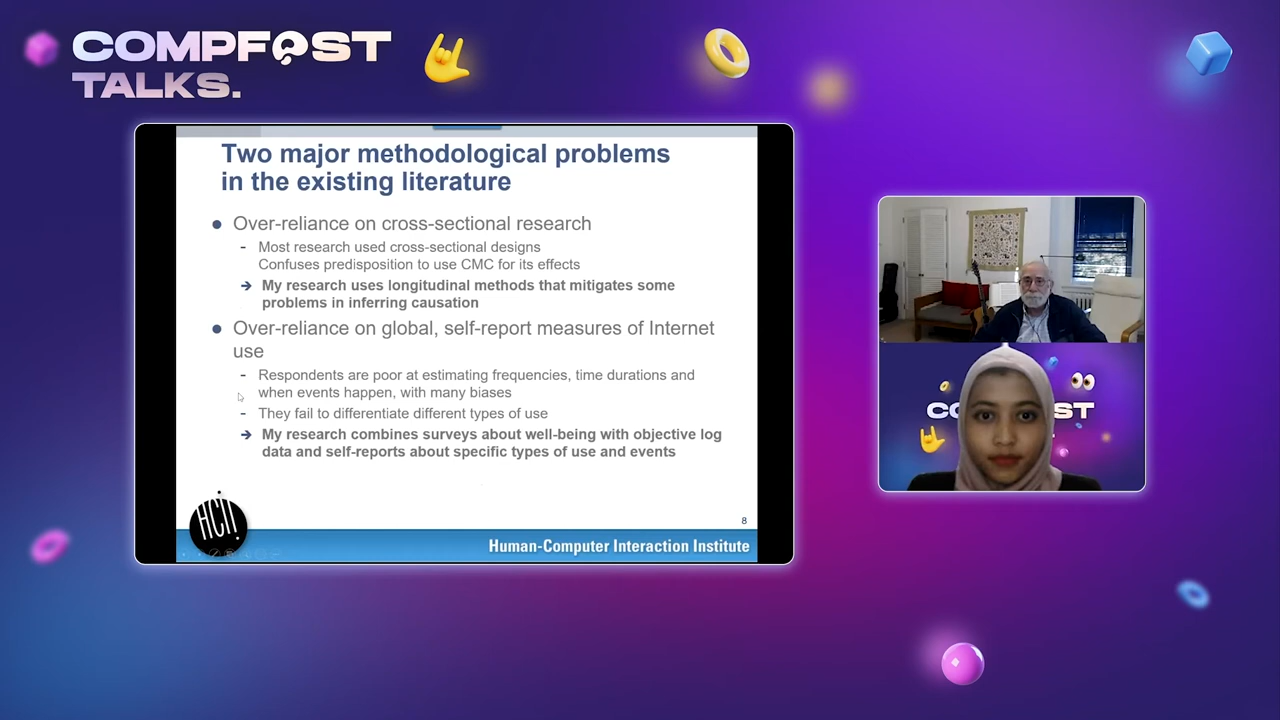 COMPFEST
TALKS.
Two major methodological problems
in the existing literature
● Over-reliance on cross-sectional research
- Most research used cross-sectional designs
Confuses predisposition to use CMC for its effects
→ My research uses longitudinal methods that mitigates some
problems in inferring causation
● Over-reliance on global, self-report measures of Internet
use
- Respondents are poor at estimating frequencies, time durations and
when events happen, with many biases
- They fail to differentiate different types of use
→ My research combines surveys about well-being with objective log
data and self-reports about specific types of use and events
8
HCII
Human-Computer Interaction Institute
CO ST